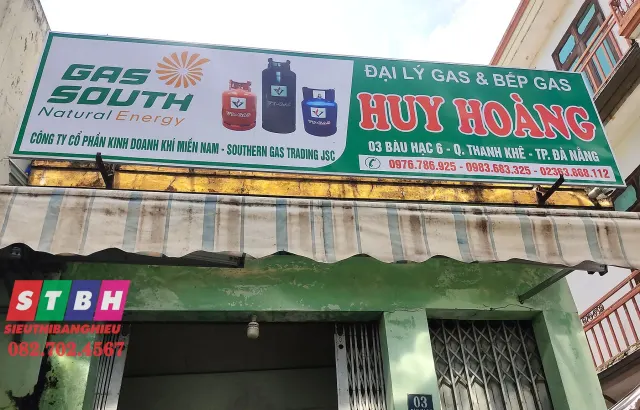 GAS
SOUTH
Natural Energy
CÔNG TY CỔ PHẦN KINH DOANH KHÍ MIỀN NAM - SOUTHERN GAS TRADING JSC
ĐẠI LÝ GAS & BẾP GAS
HUY HOÀNG
03 BÀU HẠC 6 - Q. THANH KHÊ - TP. ĐÀ NẴNG
0976.786.925 - 0983.683.325 - 02363.668.112
STBH
SIEUTHIBANGHIEU
082.702.4567
03